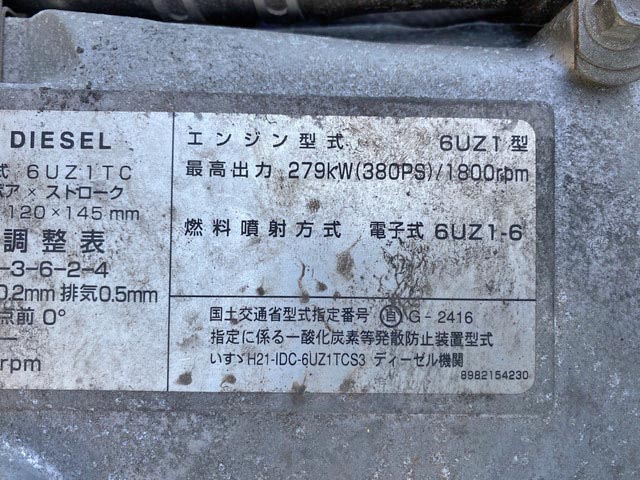 DIESEL
式 6UZ1TC
ボア × ストローク
120 × 145 mm
調整表
-3-6-2-4
0.2mm 排気0.5mm
点前 0°
rpm
エンジン型式 6UZ1型
最高出力 279kW(380PS)/1800rpm
燃料噴射方式 電子式 6UZ1-6
国土交通省型式指定番号 自 G-2416
指定に係る一酸化炭素等発散防止装置型式
いすゞ H21-IDC-6UZ1TCS3 ディーゼル機関
8982154230